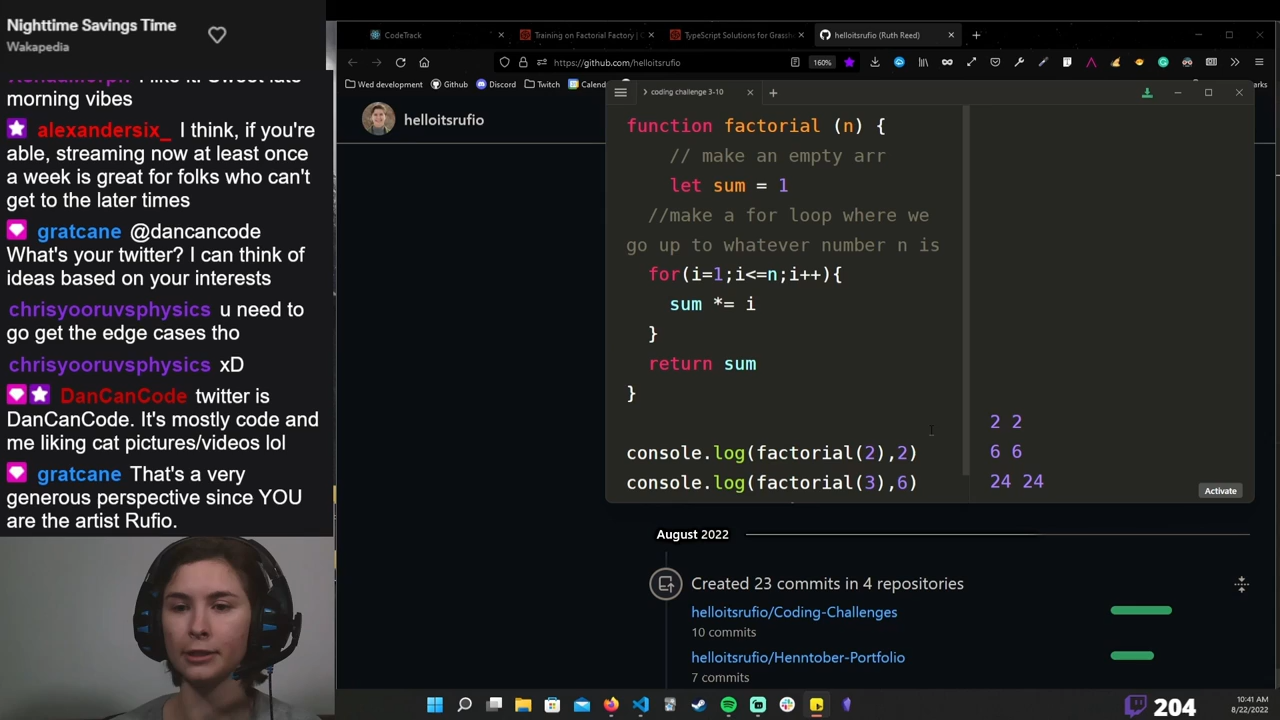 Nighttime Savings Time
Wakapedia
morning vibes
alexandersix_ I think, if you're
able, streaming now at least once
a week is great for folks who can't
get to the later times
gratcane @dancancode
What's your twitter? I can think of
ideas based on your interests
chrisyooruvsphysics u need to
go get the edge cases tho
chrisyooruvsphysics xD
DanCanCode twitter is
DanCanCode. It's mostly code and
me liking cat pictures/videos lol
gratcane That's a very
generous perspective since YOU
are the artist Rufio.
CodeTrack
Training on Factorial Factory | C
TypeScript Solutions for Grassh
helloitsrufio (Ruth Reed)
https://github.com/helloitsrufio
160%
Wed development
Github
Discord
Twitch
Calend
helloitsrufio
coding challenge 3-10
function factorial (n) {
// make an empty arr
let sum = 1
//make a for loop where we
go up to whatever number n is
for(i=1;i<=n;i++){
sum *= i
}
return sum
}
console.log(factorial(2),2)
console.log(factorial(3),6)
2 2
6 6
24 24
Activate
August 2022
Created 23 commits in 4 repositories
helloitsrufio/Coding-Challenges
10 commits
helloitsrufio/Henntober-Portfolio
7 commits
10:41 AM
8/22/2022
204